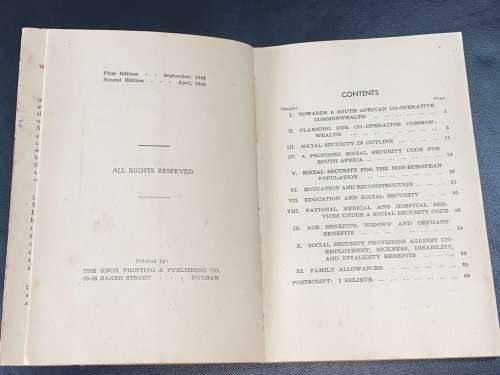 First Edition - - September, 1942
Second Edition - - - April, 1943
ALL RIGHTS RESERVED.
Printed by:
THE KNOX PRINTING & PUBLISHING CO.
BAKER STREET - - - DURBAN.
CONTENTS
Chapter Page
I. TOWARDS A SOUTH AFRICAN CO-OPERATIVE
COMMONWEALTH ... 1
II. PLANNING OUR CO-OPERATIVE COMMON-
WEALTH ...
III. SOCIAL SECURITY IN OUTLINE ...
IV. A PROPOSED SOCIAL SECURITY CODE FOR
SOUTH AFRICA ... 19
V. SOCIAL SECURITY FOR THE NON-EUROPEAN
POPULATION ...
VI. EDUCATION AND RECONSTRUCTION ...
VII. EDUCATION AND SOCIAL SECURITY ...
VIII. NATIONAL MEDICAL AND HOSPITAL SER-
VICES UNDER A SOCIAL SECURITY CODE
IX. AGE BENEFITS; WIDOWS' AND ORPHANS'
BENEFITS ... 54
X. SOCIAL SECURITY PROVISIONS AGAINST UN-
EMPLOYMENT; SICKNESS, DISABILITY,
AND INVALIDITY BENEFITS ...
XI. FAMILY ALLOWANCES ...
POSTSCRIPT: I BELIEVE ...